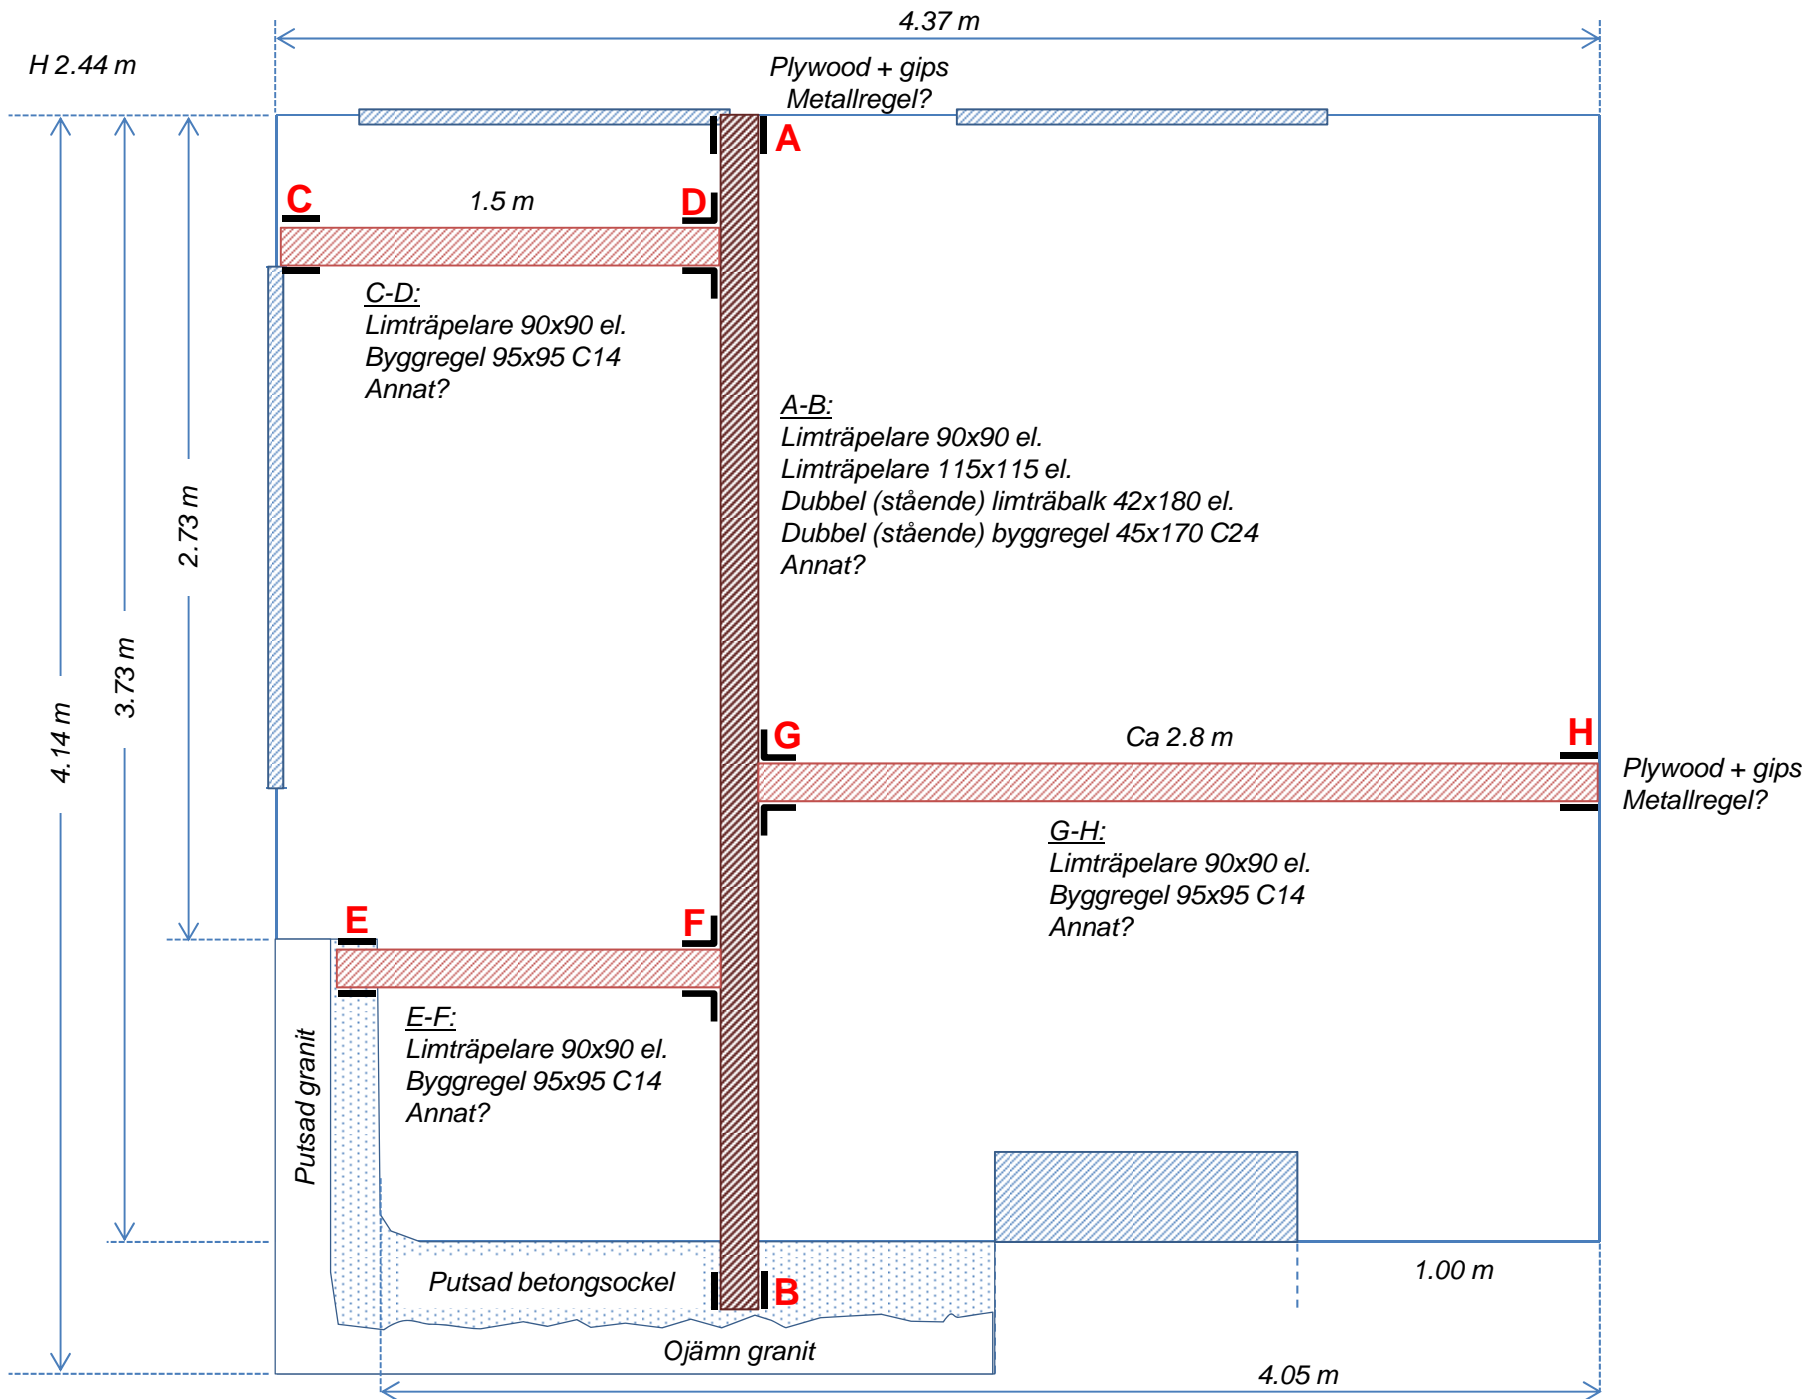 4.37 m
H 2.44 m
Plywood + gips
Metallregel?
A
C
1.5 m
D
C-D:
Limträpelare 90x90 el.
Byggregel 95x95 C14
Annat?
A-B:
Limträpelare 90x90 el.
Limträpelare 115x115 el.
Dubbel (stående) limträbalk 42x180 el.
Dubbel (stående) byggregel 45x170 C24
Annat?
2.73 m
3.73 m
4.14 m
G
Ca 2.8 m
H
Plywood + gips
Metallregel?
G-H:
Limträpelare 90x90 el.
Byggregel 95x95 C14
Annat?
E
F
E-F:
Limträpelare 90x90 el.
Byggregel 95x95 C14
Annat?
Putsad granit
Putsad betongsockel
B
1.00 m
Ojämn granit
4.05 m